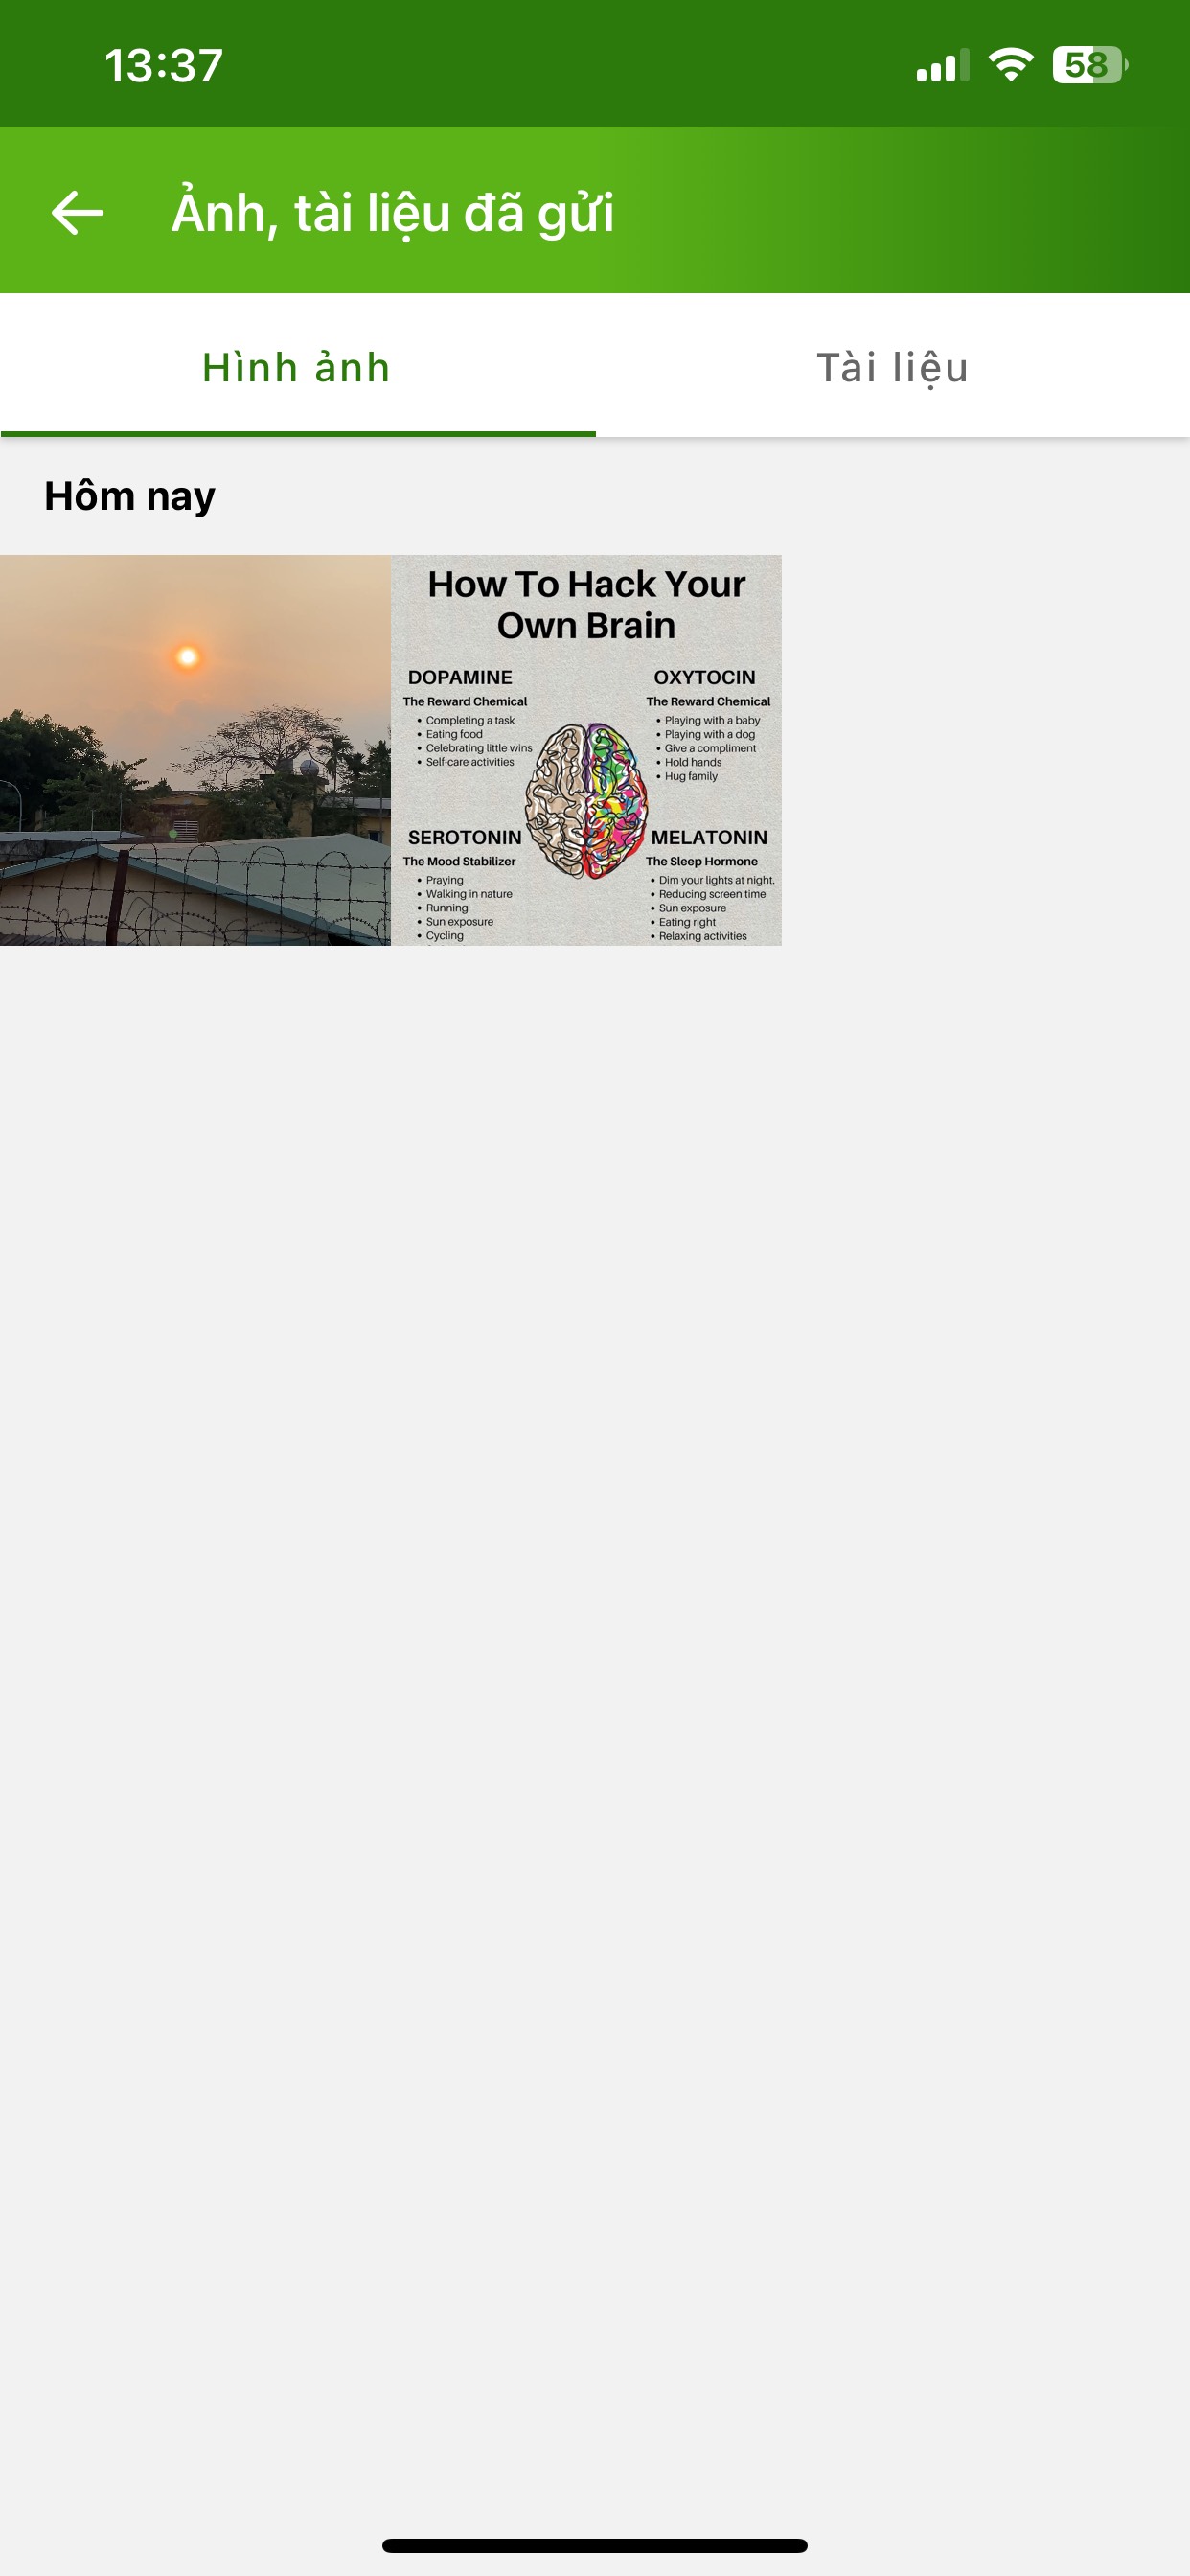 13:37
58
Ảnh, tài liệu đã gửi
Hình ảnh
Tài liệu
Hôm nay
How To Hack Your
Own Brain
DOPAMINE
The Reward Chemical
• Completing a task
• Eating food
• Celebrating little wins
• Self-care activities
OXYTOCIN
The Reward Chemical
• Playing with a baby
• Playing with a dog
• Give a compliment
• Hold hands
• Hug family
SEROTONIN
The Mood Stabilizer
• Praying
• Walking in nature
• Running
• Sun exposure
• Cycling
MELATONIN
The Sleep Hormone
• Dim your lights at night.
• Reducing screen time
• Sun exposure
• Eating right
• Relaxing activities